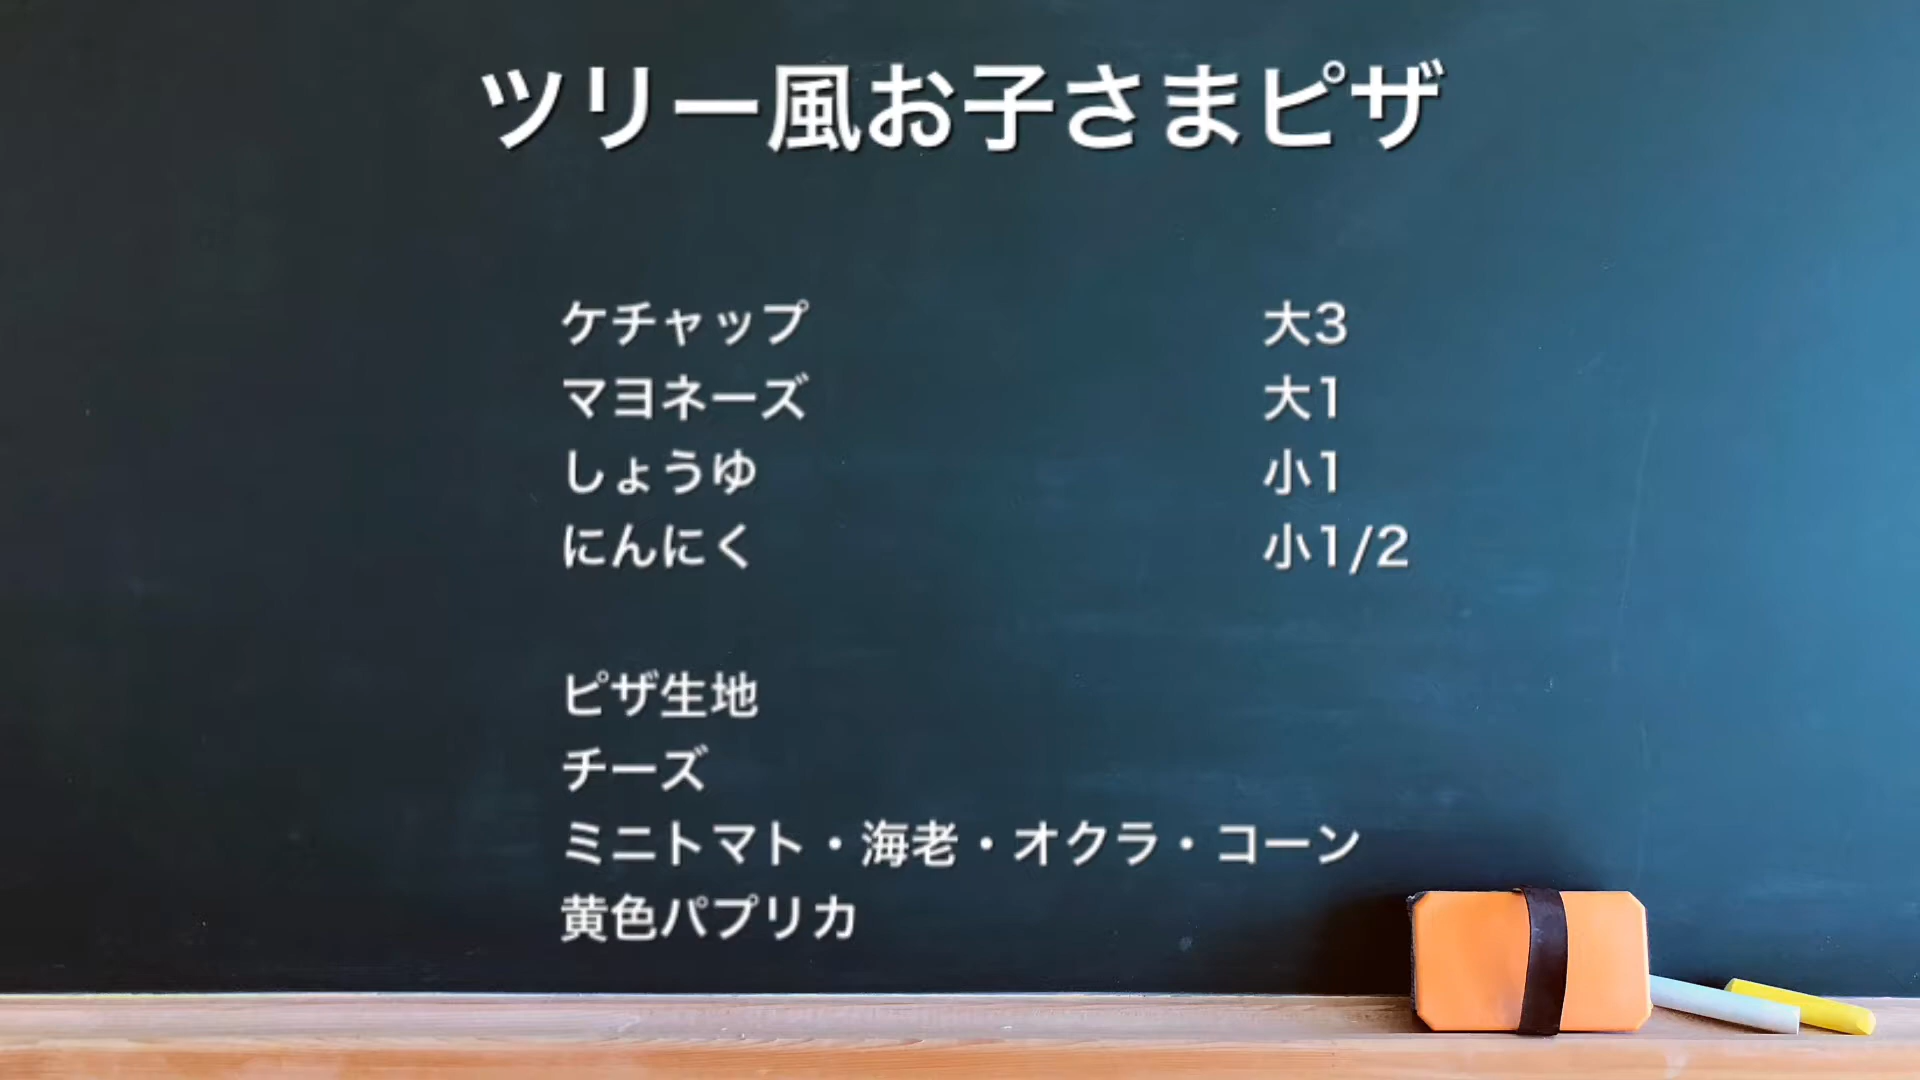 ツリー風お子さまピザ
ケチャップ 大3
マヨネーズ 大1
しょうゆ 小1
にんにく 小1/2
ピザ生地
チーズ
ミニトマト・海老・オクラ・コーン
黄色パプリカ